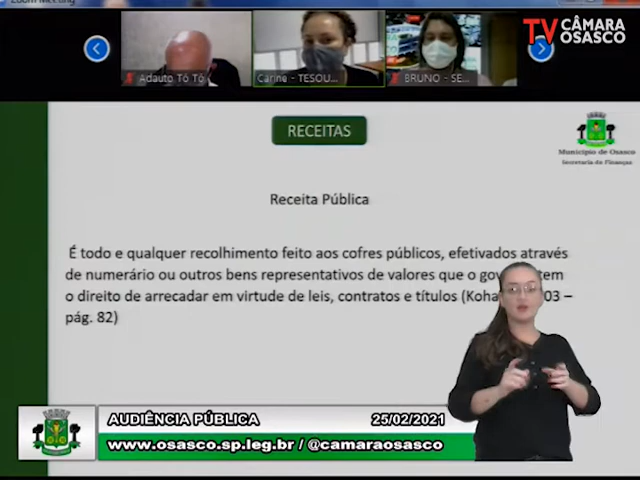 Zoom Meeting
TV CÂMARA
OSASCO
Adauto Tô Tô
Carine - TESOU...
BRUNO - SE...
RECEITAS
Município de Osasco
Secretaria de Finanças
Receita Pública
É todo e qualquer recolhimento feito aos cofres públicos, efetivados através
de numerário ou outros bens representativos de valores que o gov
o direito de arrecadar em virtude de leis, contratos e títulos (Koha 03 –
pág. 82)
AUDIÊNCIA PÚBLICA 25/02/2021
www.osasco.sp.leg.br / @camaraosasco